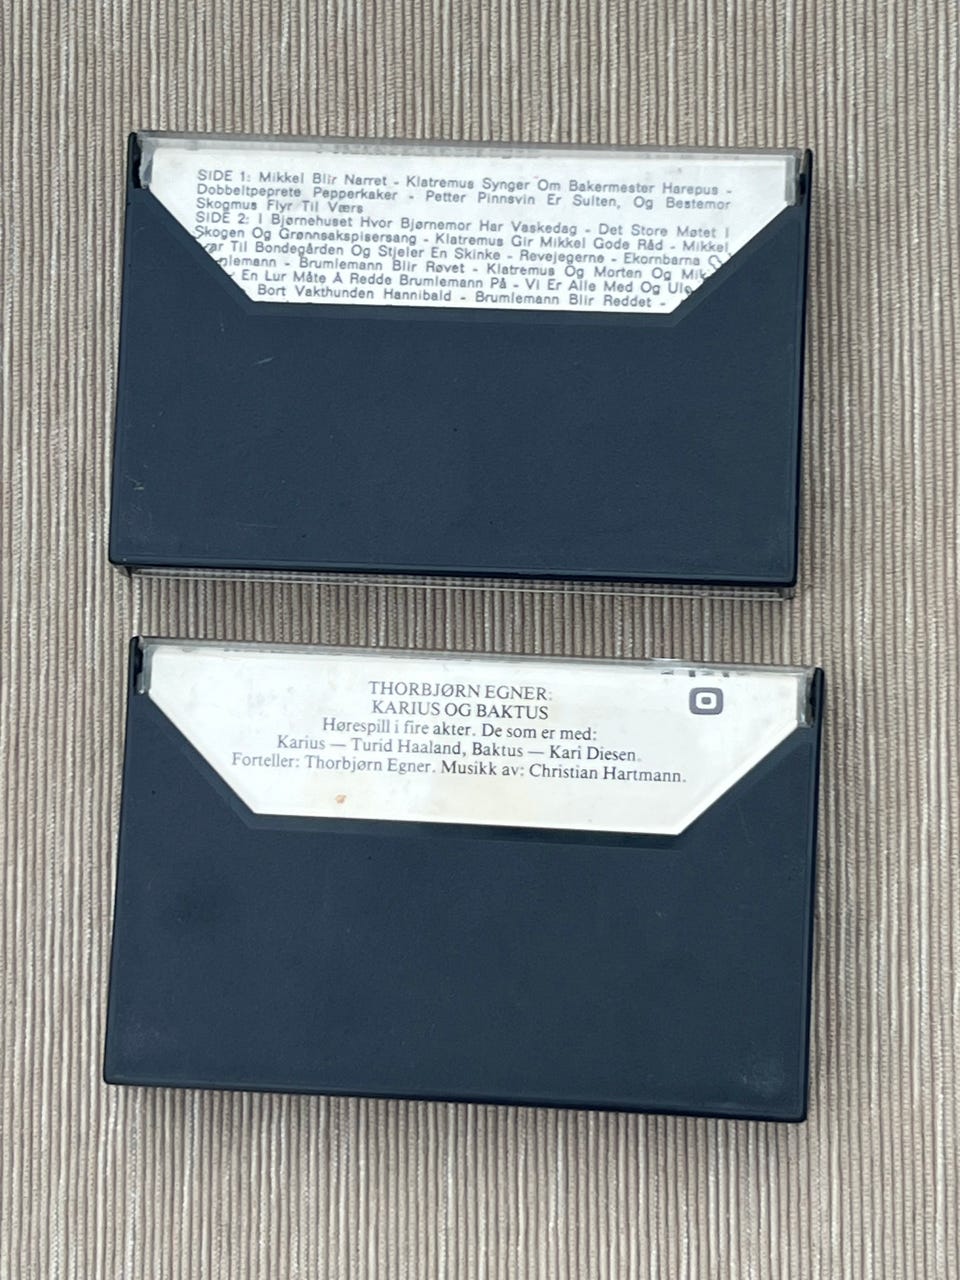 SIDE 1: Mikkel Blir Narret - Klatremus Synger Om Bakermester Harepus -
Dobbeltpeprete Pepperkaker - Petter Pinnsvin Er Sulten, Og Bestemor
Skogmus Flyr Til Værs
SIDE 2: I Bjørnehuset Hvor Bjørnemor Har Vaskedag - Det Store Møtet I
Skogen Og Grønnsakspisersang - Klatremus Gir Mikkel Gode Råd - Mikkel
Til Bondegården Og Stjeler En Skinke - Revejegerne - Ekornbarna
- Brumlemann Blir Røvet - Klatremus Og Morten Og
En Lur Måte Å Redde Brumlemann På - Vi Er Alle Med Og
Bort Vakthunden Hannibald - Brumlemann Blir Reddet -
THORBJØRN EGNER:
KARIUS OG BAKTUS
Hørespill i fire akter. De som er med:
Karius — Turid Haaland, Baktus — Kari Diesen.
Forteller: Thorbjørn Egner. Musikk av: Christian Hartmann.